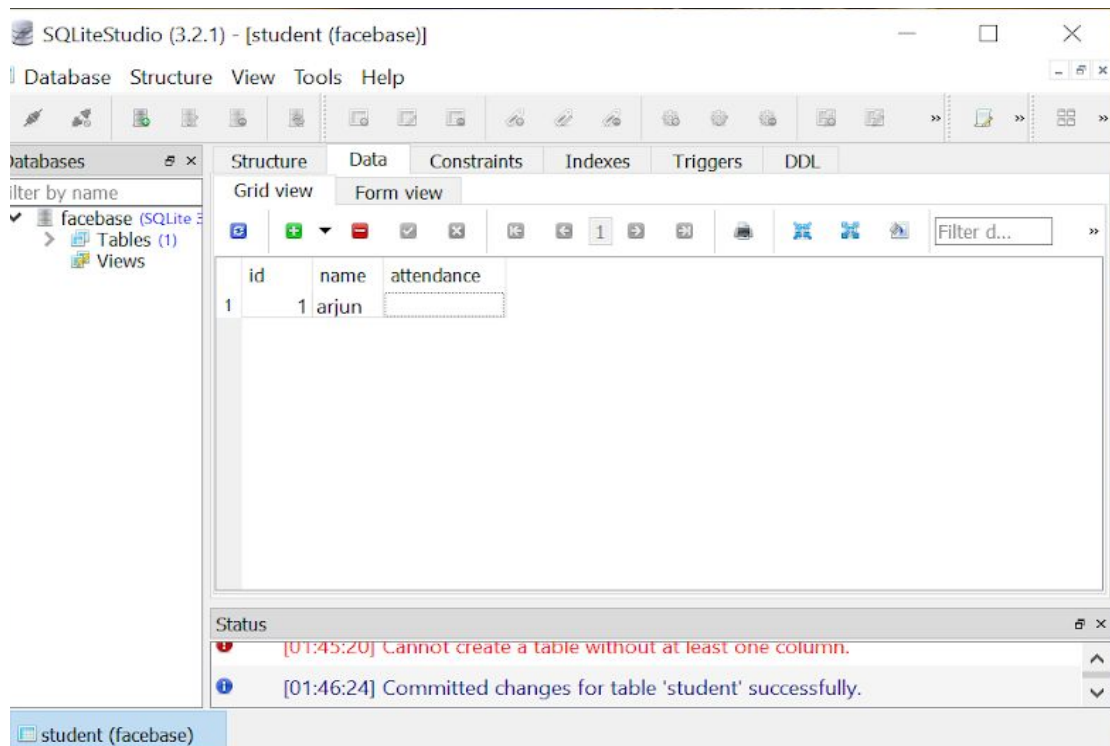 SQLiteStudio (3.2.1) - [student (facebase)]
Database Structure View Tools Help
Databases
Filter by name
facebase (SQLite 3
Tables (1)
Views
Structure Data Constraints Indexes Triggers DDL
Grid view Form view
1 Filter d...
id name attendance
1 1 arjun
Status
[01:45:20] Cannot create a table without at least one column.
[01:46:24] Committed changes for table 'student' successfully.
student (facebase)